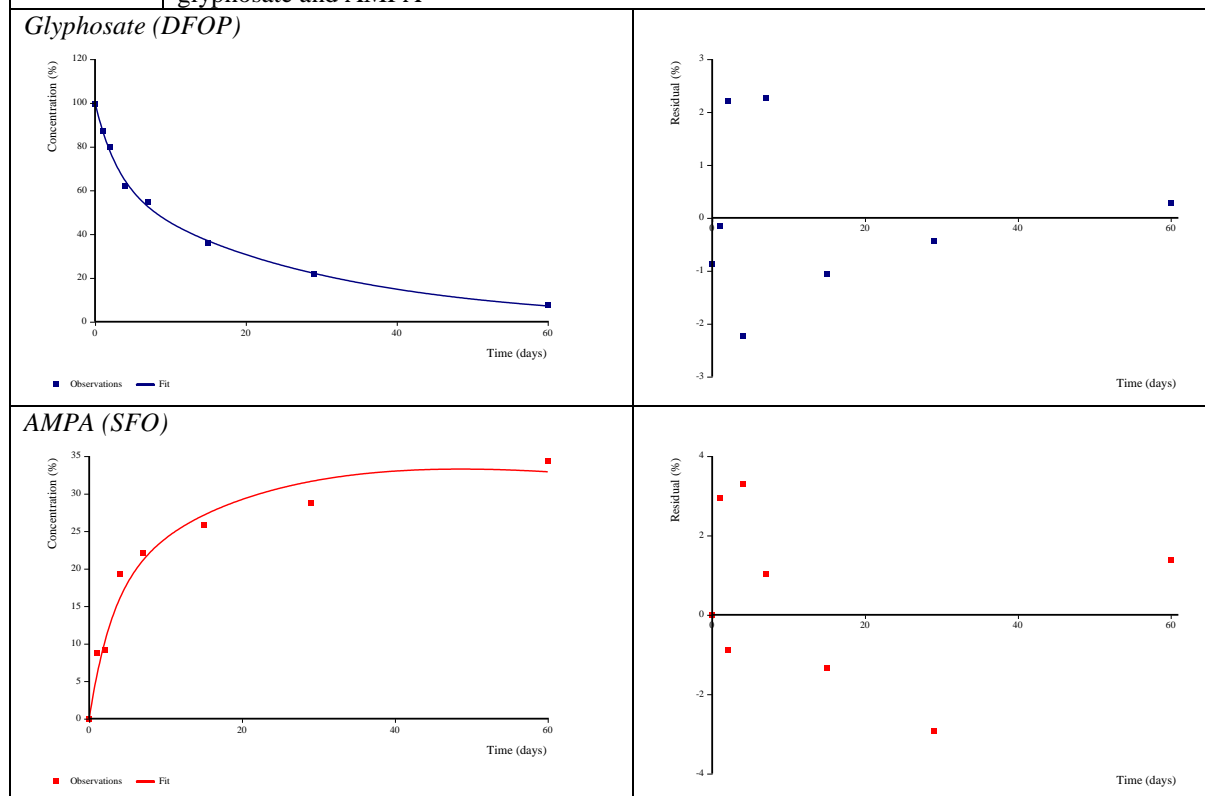 glyphosate and AMPA
Glyphosate (DFOP)
120
100
80
60
40
20
0
Concentration (%)
0 20 40 60
Time (days)
Observations Fit
3
2
1
0
-1
-2
-3
Residual (%)
0 20 40 60
Time (days)
AMPA (SFO)
35
30
25
20
15
10
5
0
Concentration (%)
0 20 40 60
Time (days)
Observations Fit
4
2
0
-2
-4
Residual (%)
0 20 40 60
Time (days)